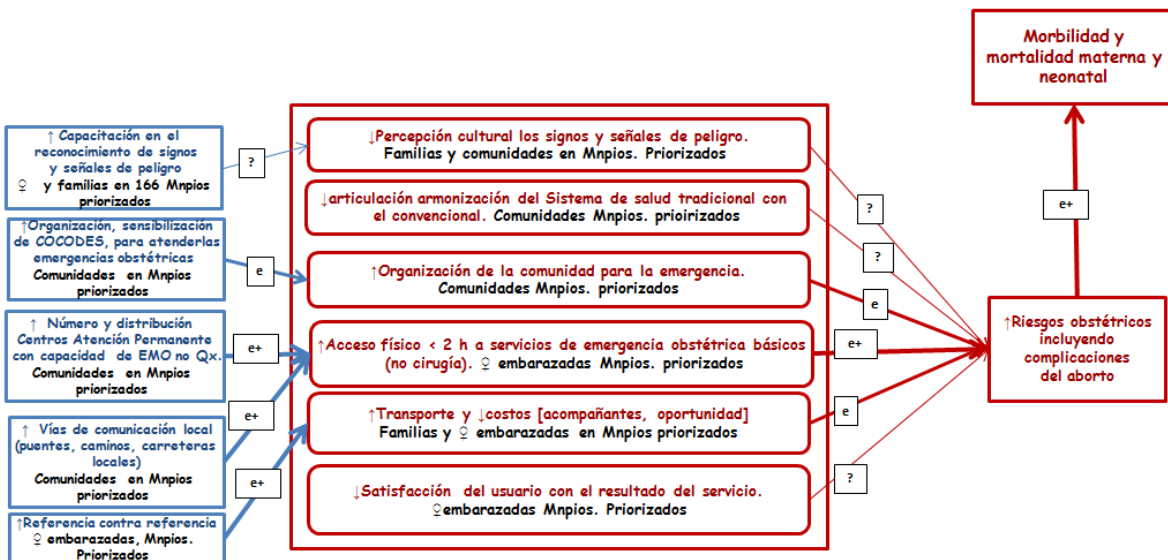 Morbilidad y
mortalidad materna y
neonatal
↑ Capacitación en el
reconocimiento de signos
y señales de peligro
♀ y familias en 166 Mnpios
priorizados
?
↑Organización, sensibilización
de COCODES, para atenderlas
emergencias obstétricas
Comunidades en Mnpios
priorizados
e
↑ Número y distribución
Centros Atención Permanente
con capacidad de EMO no Qx.
Comunidades en Mnpios
priorizados
e+
↑ Vías de comunicación local
(puentes, caminos, carreteras
locales)
Comunidades en Mnpios
priorizados
e+
↑Referencia contra referencia
♀ embarazadas, Mnpios.
Priorizados
e+
↓Percepción cultural los signos y señales de peligro.
Familias y comunidades en Mnpios. Priorizados
?
↓articulación armonización del Sistema de salud tradicional con
el convencional. Comunidades Mnpios. prioirizados
?
↑Organización de la comunidad para la emergencia.
Comunidades Mnpios. priorizados
e
↑Acceso físico < 2 h a servicios de emergencia obstétrica básicos
(no cirugía). ♀ embarazadas Mnpios. priorizados
e+
↑Transporte y ↓costos [acompañantes, oportunidad]
Familias y ♀ embarazadas en Mnpios priorizados
e
↓Satisfacción del usuario con el resultado del servicio.
♀embarazadas Mnpios. Priorizados
?
e+
↑Riesgos obstétricos
incluyendo
complicaciones
del aborto